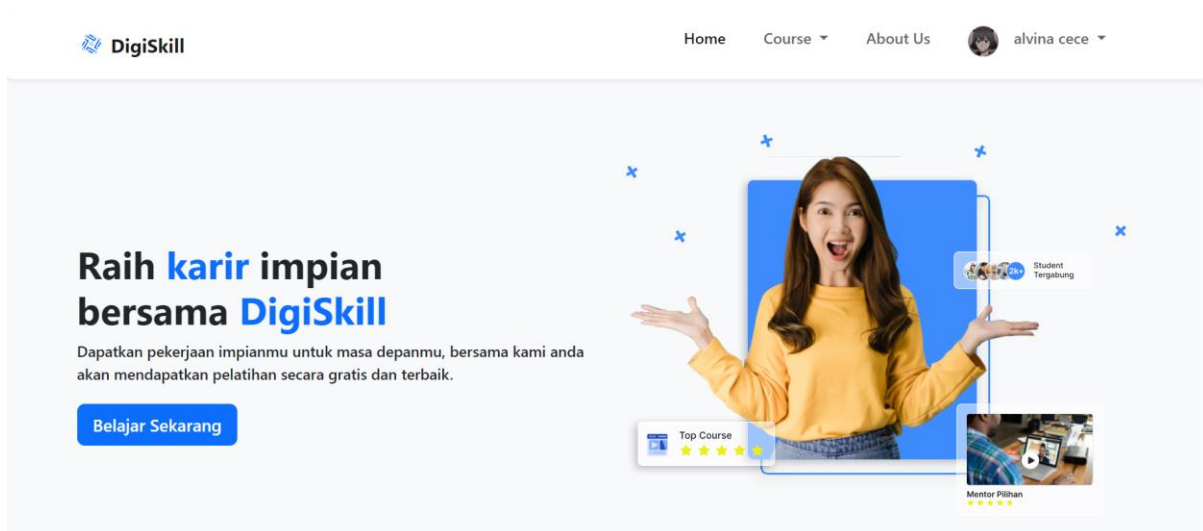 DigiSkill
Home
Course
About Us
alvina cece
Raih karir impian
bersama DigiSkill
Dapatkan pekerjaan impianmu untuk masa depanmu, bersama kami anda
akan mendapatkan pelatihan secara gratis dan terbaik.
Belajar Sekarang
2k+
Student
Tergabung
Top Course
Mentor Pilihan